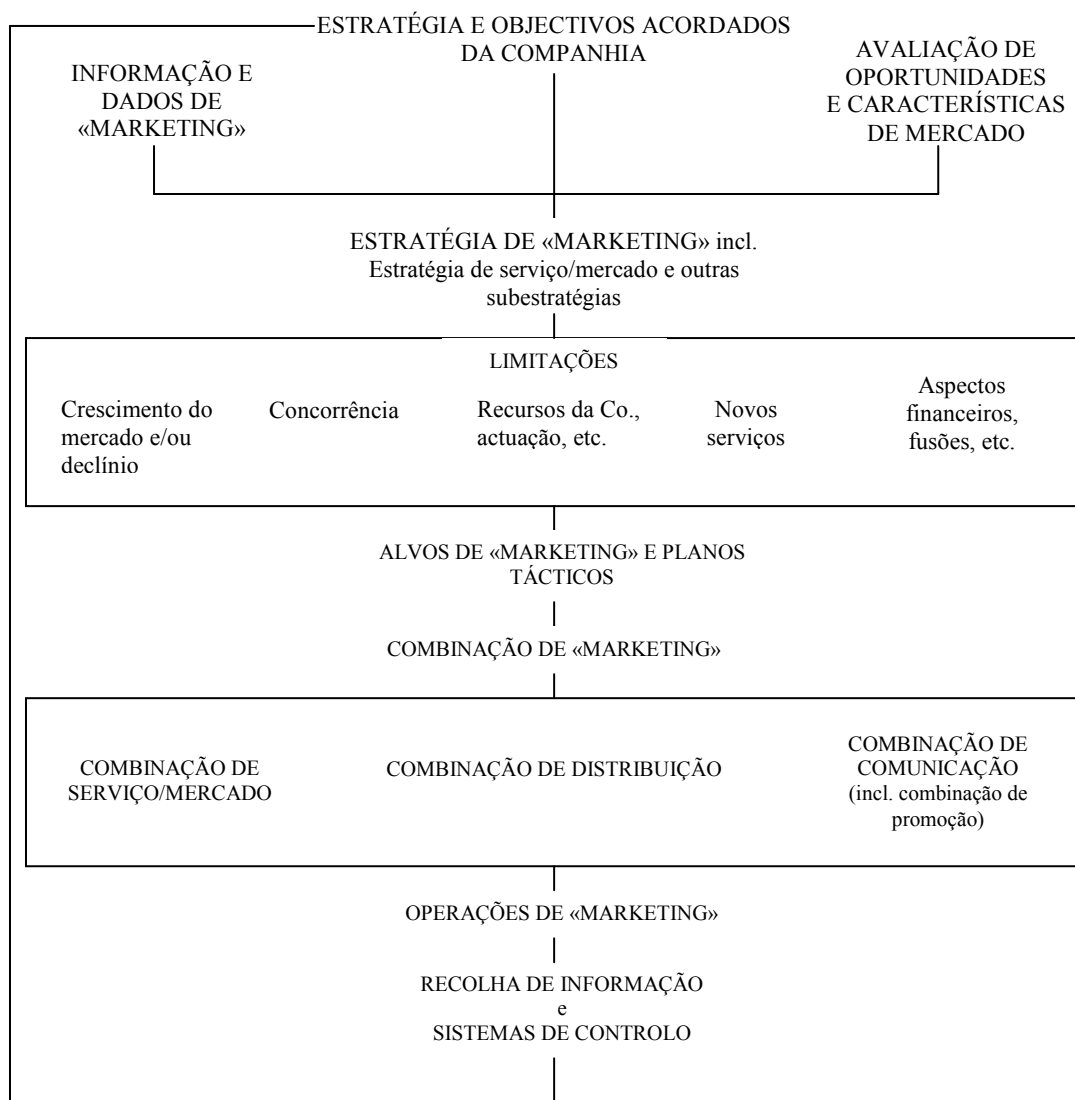 ESTRATÉGIA E OBJECTIVOS ACORDADOS
DA COMPANHIA
INFORMAÇÃO E
DADOS DE
«MARKETING»
AVALIAÇÃO DE
OPORTUNIDADES
E CARACTERÍSTICAS
DE MERCADO
ESTRATÉGIA DE «MARKETING» incl.
Estratégia de serviço/mercado e outras
subestratégias
LIMITAÇÕES
Crescimento do
mercado e/ou
declínio
Concorrência
Recursos da Co.,
actuação, etc.
Novos
serviços
Aspectos
financeiros,
fusões, etc.
ALVOS DE «MARKETING» E PLANOS
TÁCTICOS
COMBINAÇÃO DE «MARKETING»
COMBINAÇÃO DE
SERVIÇO/MERCADO
COMBINAÇÃO DE DISTRIBUIÇÃO
COMBINAÇÃO DE
COMUNICAÇÃO
(incl. combinação de
promoção)
OPERAÇÕES DE «MARKETING»
RECOLHA DE INFORMAÇÃO
e
SISTEMAS DE CONTROLO